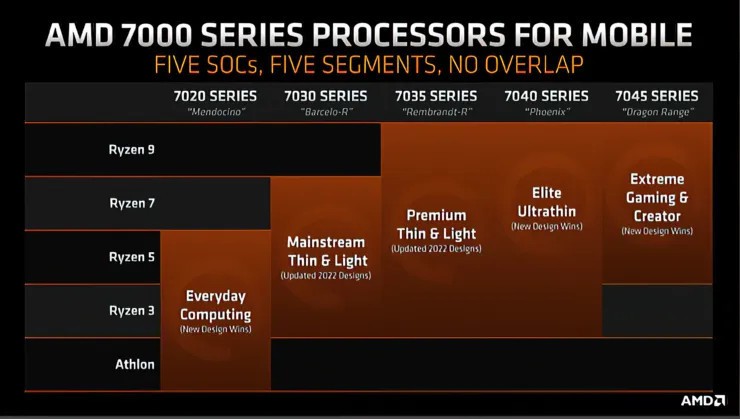 AMD 7000 SERIES PROCESSORS FOR MOBILE
FIVE SOCs, FIVE SEGMENTS, NO OVERLAP
7020 SERIES 7030 SERIES 7035 SERIES 7040 SERIES 7045 SERIES
"Mendocino" "Barcelo-R" "Rembrandt-R" "Phoenix" "Dragon Range"
Ryzen 9
Ryzen 7
Ryzen 5
Ryzen 3
Athlon
Everyday
Computing
(New Design Wins)
Mainstream
Thin & Light
(Updated 2022 Designs)
Premium
Thin & Light
(Updated 2022 Designs)
Elite
Ultrathin
(New Design Wins)
Extreme
Gaming &
Creator
(New Design Wins)
AMD